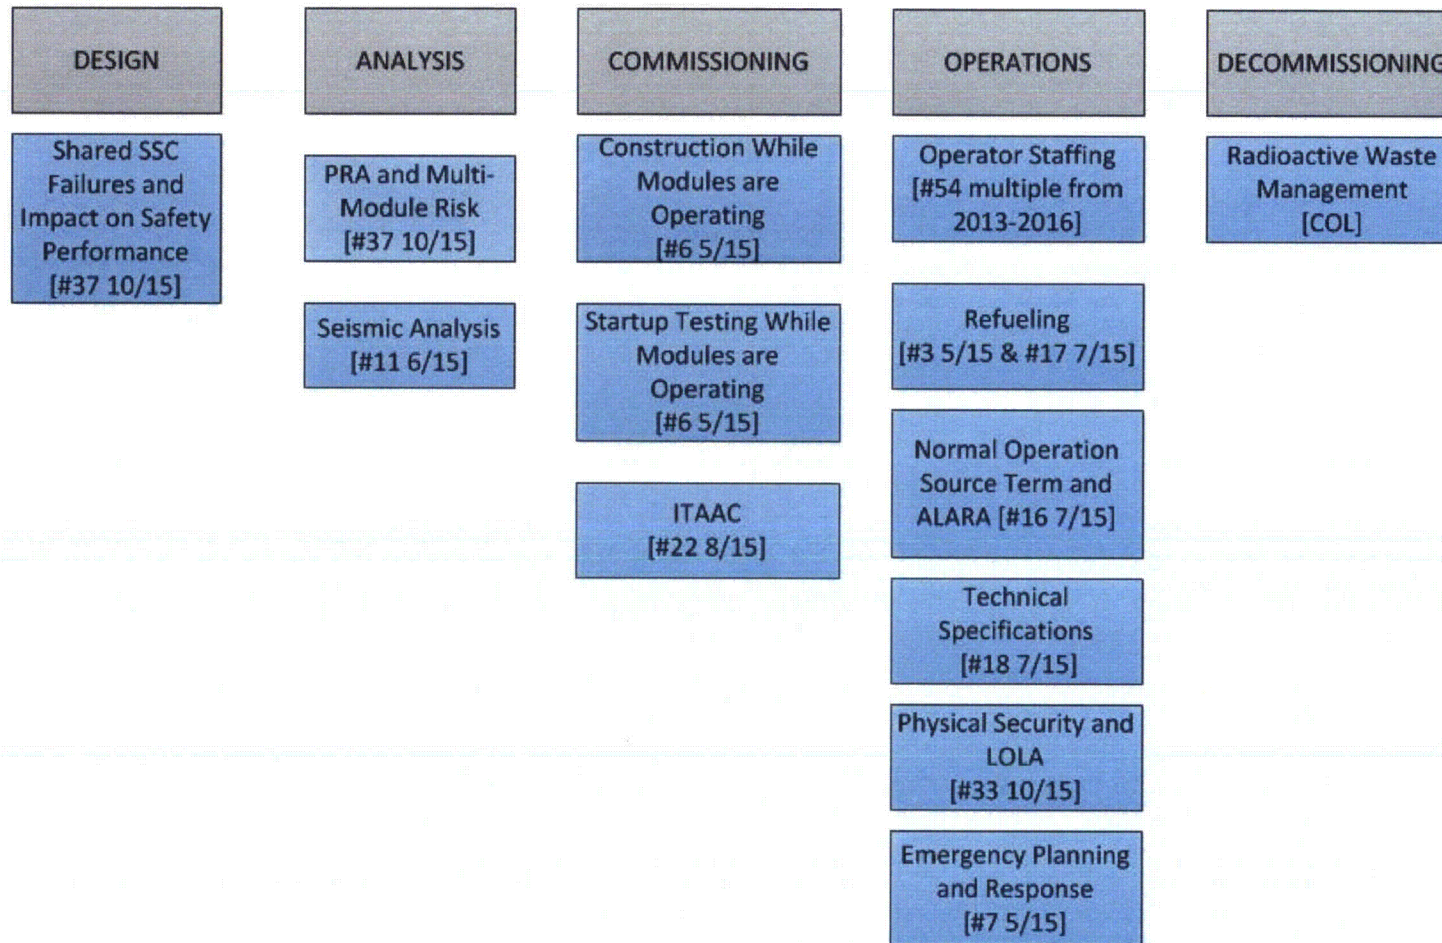 DESIGN
Shared SSC
Failures and
Impact on Safety
Performance
[#37 10/15]
ANALYSIS
PRA and Multi-
Module Risk
[#37 10/15]
Seismic Analysis
[#11 6/15]
COMMISSIONING
Construction While
Modules are
Operating
[#6 5/15]
Startup Testing While
Modules are
Operating
[#6 5/15]
ITAAC
[#22 8/15]
OPERATIONS
Operator Staffing
[#54 multiple from
2013-2016]
Refueling
[#3 5/15 & #17 7/15]
Normal Operation
Source Term and
ALARA [#16 7/15]
Technical
Specifications
[#18 7/15]
Physical Security and
LOLA
[#33 10/15]
Emergency Planning
and Response
[#7 5/15]
DECOMMISSIONING
Radioactive Waste
Management
[COL]